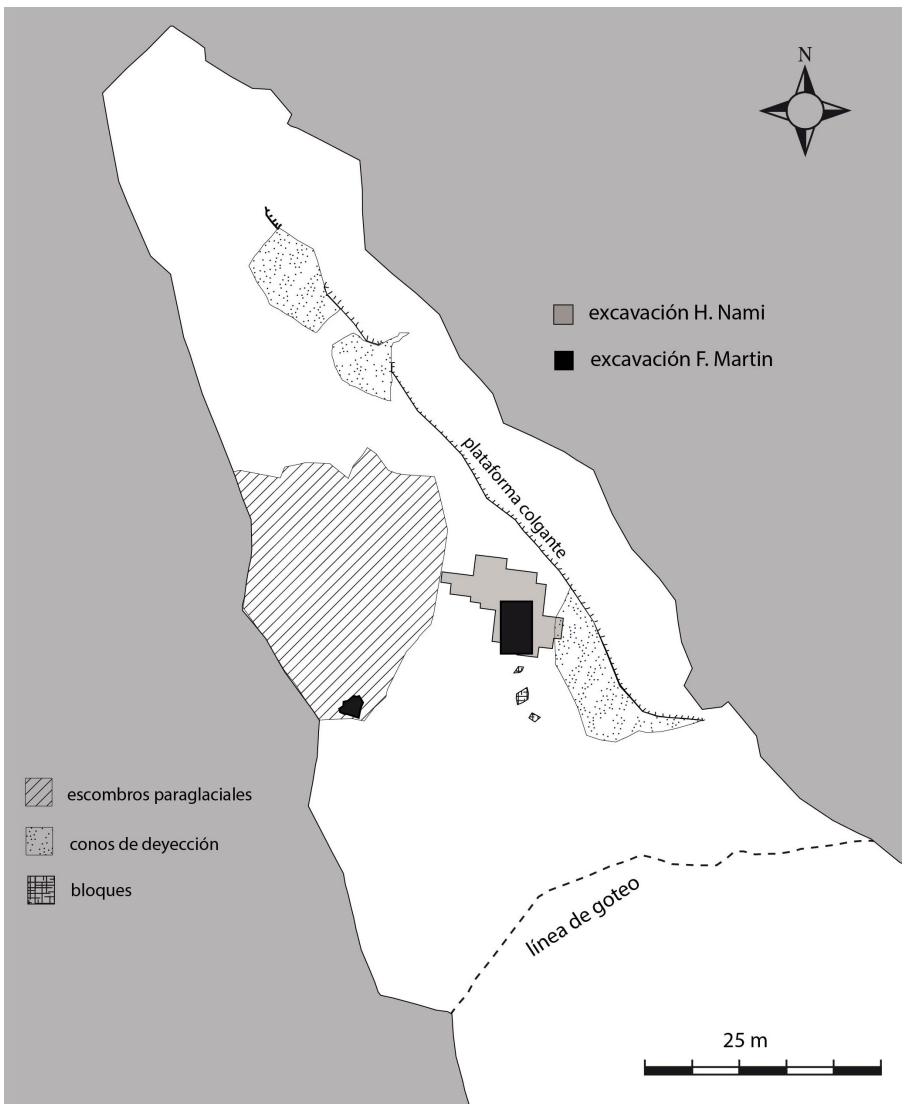 N
excavación H. Nami
excavación F. Martin
plataforma colgante
escombros paraglaciales
conos de deyección
bloques
línea de goteo
25 m